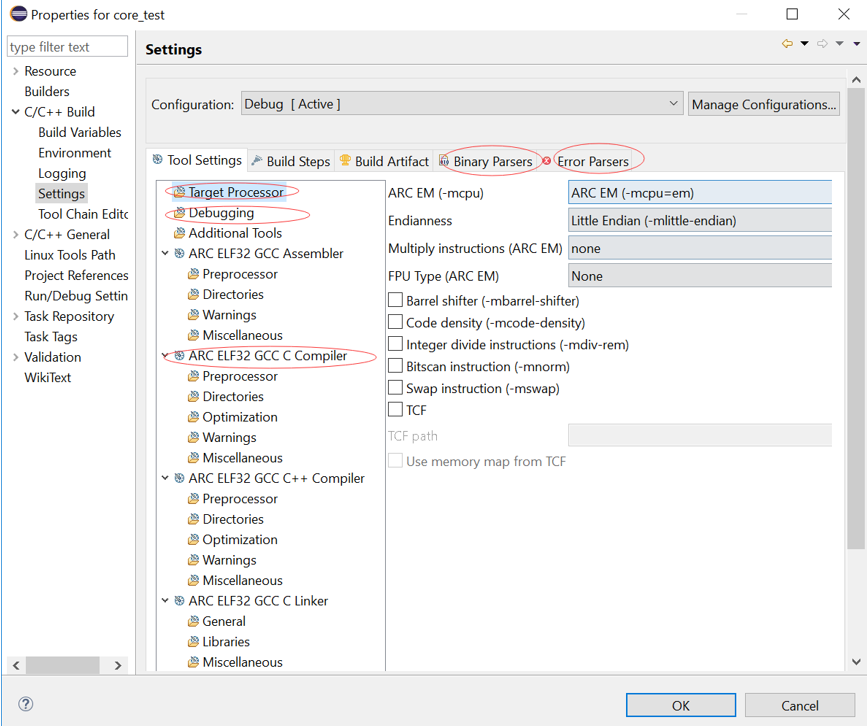 Properties for core_test
type filter text
Resource
Builders
C/C++ Build
Build Variables
Environment
Logging
Settings
Tool Chain Edito
C/C++ General
Linux Tools Path
Project References
Run/Debug Settin
Task Repository
Task Tags
Validation
WikiText
Settings
Configuration: Debug [ Active ] Manage Configurations...
Tool Settings Build Steps Build Artifact Binary Parsers Error Parsers
Target Processor
Debugging
Additional Tools
ARC ELF32 GCC Assembler
Preprocessor
Directories
Warnings
Miscellaneous
ARC ELF32 GCC C Compiler
Preprocessor
Directories
Optimization
Warnings
Miscellaneous
ARC ELF32 GCC C++ Compiler
Preprocessor
Directories
Optimization
Warnings
Miscellaneous
ARC ELF32 GCC C Linker
General
Libraries
Miscellaneous
ARC EM (-mcpu) ARC EM (-mcpu=em)
Endianness Little Endian (-mlittle-endian)
Multiply instructions (ARC EM) none
FPU Type (ARC EM) None
Barrel shifter (-mbarrel-shifter)
Code density (-mcode-density)
Integer divide instructions (-mdiv-rem)
Bitscan instruction (-mnorm)
Swap instruction (-mswap)
TCF
TCF path
Use memory map from TCF
OK Cancel